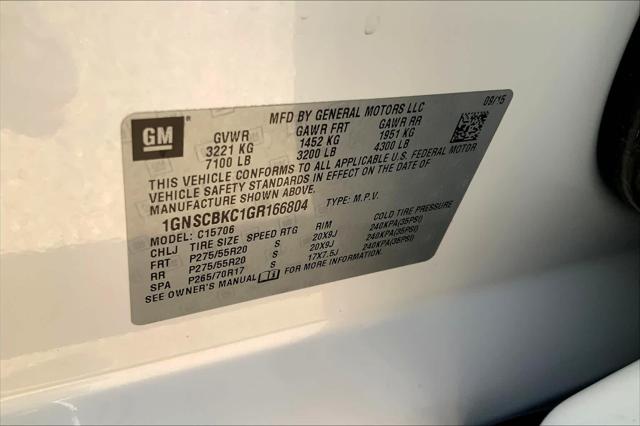 GM
MFD BY GENERAL MOTORS LLC
09/15
GVWR GAWR FRT GAWR RR
3221 KG 1452 KG 1951 KG
7100 LB 3200 LB 4300 LB
THIS VEHICLE CONFORMS TO ALL APPLICABLE U.S. FEDERAL MOTOR
VEHICLE SAFETY STANDARDS IN EFFECT ON THE DATE OF
MANUFACTURE SHOWN ABOVE.
1GNSCBKC1GR166804 TYPE: M.P.V.
MODEL: C15706
CHLJ TIRE SIZE SPEED RTG RIM COLD TIRE PRESSURE
FRT P275/55R20 S 20X9J 240KPA(35PSI)
RR P275/55R20 S 20X9J 240KPA(35PSI)
SPA P265/70R17 S 17X7.5J 240KPA(35PSI)
SEE OWNER'S MANUAL FOR MORE INFORMATION.